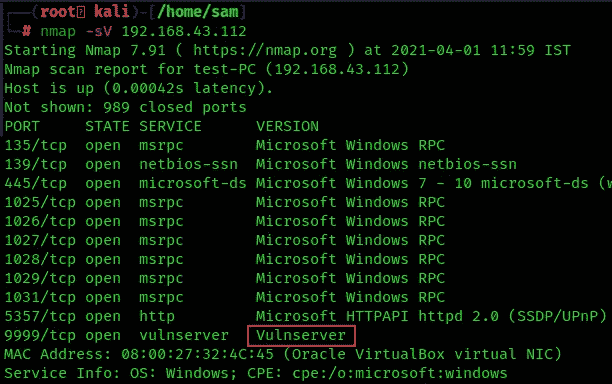 (root kali)-[/home/sam]
# nmap -sV 192.168.43.112
Starting Nmap 7.91 ( https://nmap.org ) at 2021-04-01 11:59 IST
Nmap scan report for test-PC (192.168.43.112)
Host is up (0.00042s latency).
Not shown: 989 closed ports
PORT STATE SERVICE VERSION
135/tcp open msrpc Microsoft Windows RPC
139/tcp open netbios-ssn Microsoft Windows netbios-ssn
445/tcp open microsoft-ds Microsoft Windows 7 - 10 microsoft-ds (w
1025/tcp open msrpc Microsoft Windows RPC
1026/tcp open msrpc Microsoft Windows RPC
1027/tcp open msrpc Microsoft Windows RPC
1028/tcp open msrpc Microsoft Windows RPC
1029/tcp open msrpc Microsoft Windows RPC
1031/tcp open msrpc Microsoft Windows RPC
5357/tcp open http Microsoft HTTPAPI httpd 2.0 (SSDP/UPnP)
9999/tcp open vulnserver Vulnserver
MAC Address: 08:00:27:32:4C:45 (Oracle VirtualBox virtual NIC)
Service Info: OS: Windows; CPE: cpe:/o:microsoft:windows